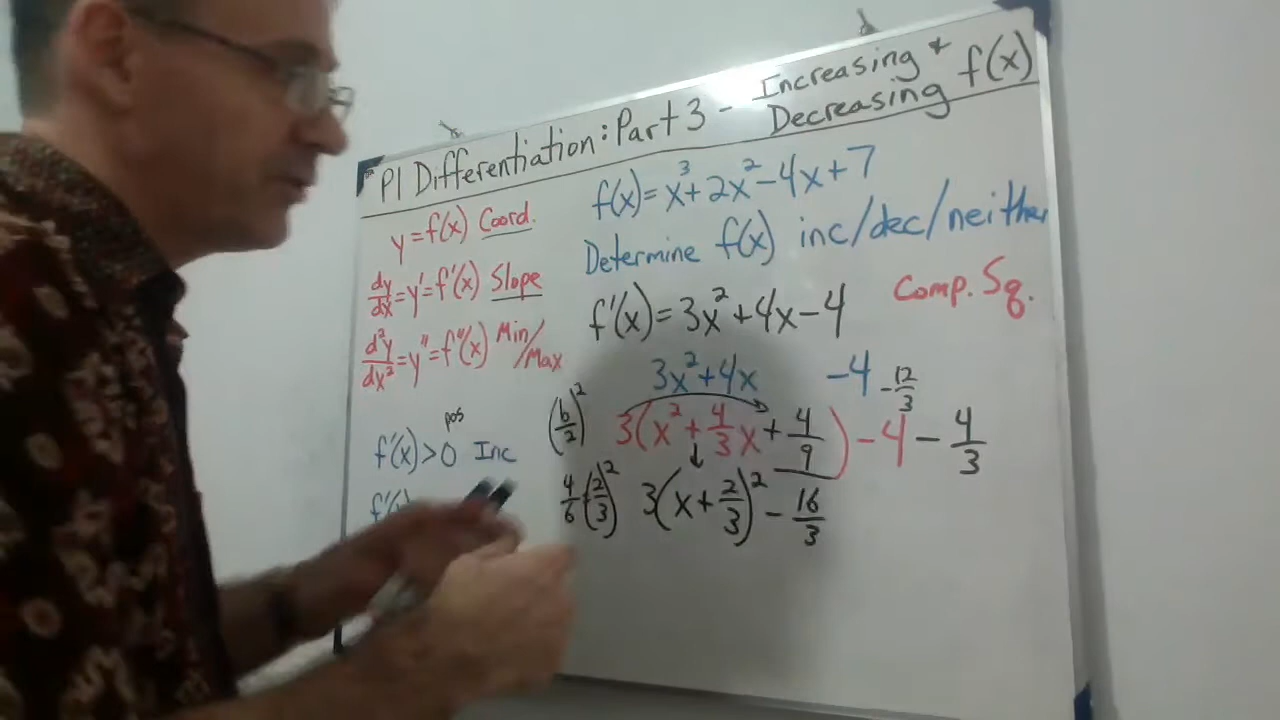 P1 Differentiation: Part 3 - Increasing + Decreasing f(x)
y=f(x) Coord.
dy/dx=y'=f'(x) Slope
d²y/dx²=y''=f''(x) Min/Max
pos
f'(x)>0 Inc
f'(
f(x)=x³+2x²-4x+7
Determine f(x) inc/dec/neither
f'(x)=3x²+4x-4
Comp. Sq.
3x²+4x -4 -12/3
(b/2)² 3(x²+4/3x+4/9)-4-4/3
4/6 (2/3)² 3(x+2/3)²-16/3